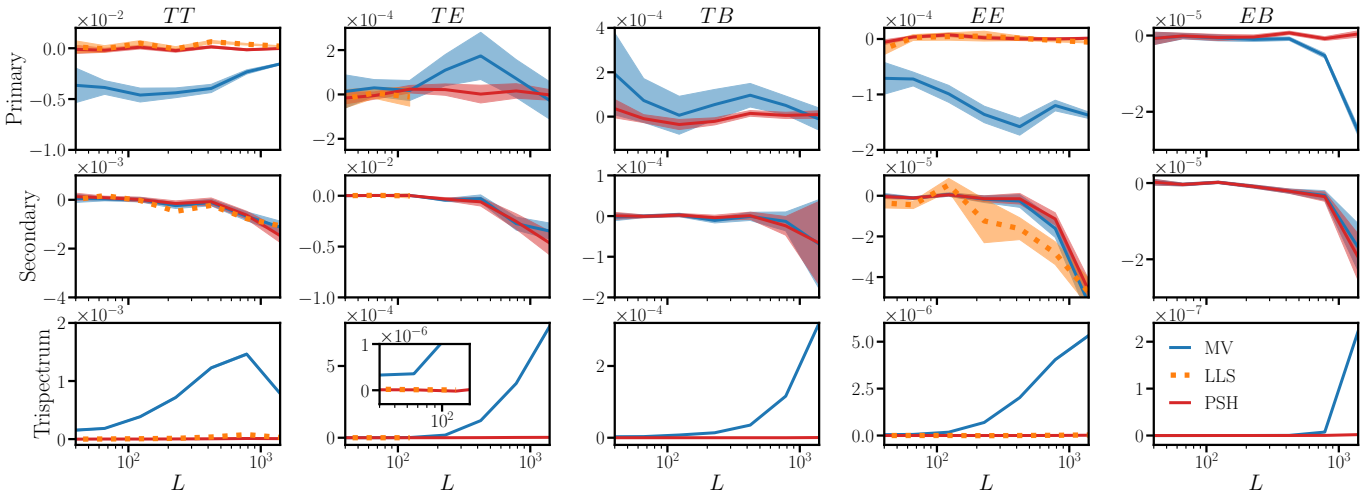 TT TE TB EE EB
×10⁻² ×10⁻⁴ ×10⁻⁴ ×10⁻⁴ ×10⁻⁵
Primary
0.0 −0.5 −1.0
2 0 −2
4 0
0 −1 −2
0 −2
×10⁻³ ×10⁻² ×10⁻⁴ ×10⁻⁵ ×10⁻⁵
Secondary
0 −2 −4
0.0 −0.5 −1.0
1 0 −1 −2
0 −2 −4
0 −2
×10⁻³ ×10⁻⁴ ×10⁻⁴ ×10⁻⁶ ×10⁻⁷
Trispectrum
2 1 0
5 0
×10⁻⁶
1 0
10²
2 0
5.0 2.5 0.0
2 1 0
MV
LLS
PSH
10² 10³ 10² 10³ 10² 10³ 10² 10³ 10² 10³
L L L L L